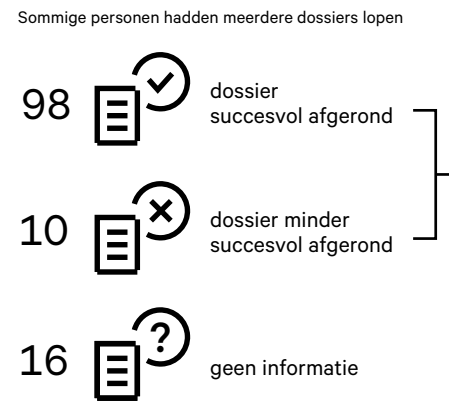 Sommige personen hadden meerdere dossiers lopen
98
dossier
succesvol afgerond
10
dossier minder
succesvol afgerond
16
?
geen informatie